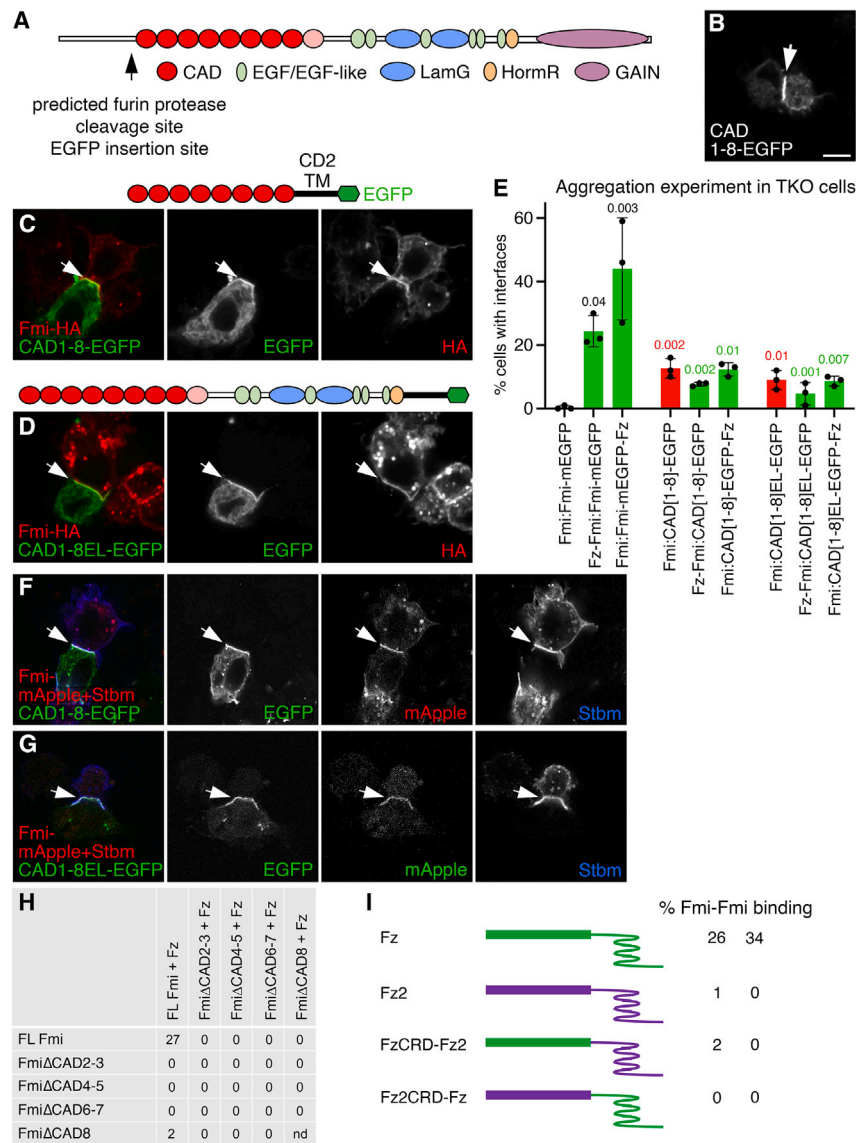 A
CAD
EGF/EGF-like
LamG
HormR
GAIN
predicted furin protease
cleavage site
EGFP insertion site
B
CAD
1-8-EGFP
CD2
TM
EGFP
C
Fmi-HA
CAD1-8-EGFP
EGFP
HA
D
Fmi-HA
CAD1-8EL-EGFP
EGFP
HA
E
Aggregation experiment in TKO cells
% cells with interfaces
60
40
20
0
0.04
0.003
0.002
0.002
0.01
0.01
0.001
0.007
Fmi:Fmi-mEGFP
Fz-Fmi:Fmi-mEGFP
Fmi:Fmi-mEGFP-Fz
Fmi:CAD[1-8]-EGFP
Fz-Fmi:CAD[1-8]-EGFP
Fmi:CAD[1-8]-EGFP-Fz
Fmi:CAD[1-8]EL-EGFP
Fz-Fmi:CAD[1-8]EL-EGFP
Fmi:CAD[1-8]EL-EGFP-Fz
F
Fmi-
mApple+Stbm
CAD1-8-EGFP
EGFP
mApple
Stbm
G
Fmi-
mApple+Stbm
CAD1-8EL-EGFP
EGFP
mApple
Stbm
H
FL Fmi + Fz
FmiΔCAD2-3 + Fz
FmiΔCAD4-5 + Fz
FmiΔCAD6-7 + Fz
FmiΔCAD8 + Fz
FL Fmi 27 0 0 0 0
FmiΔCAD2-3 0 0 0 0 0
FmiΔCAD4-5 0 0 0 0 0
FmiΔCAD6-7 0 0 0 0 0
FmiΔCAD8 2 0 0 0 nd
I
% Fmi-Fmi binding
Fz 26 34
Fz2 1 0
FzCRD-Fz2 2 0
Fz2CRD-Fz 0 0